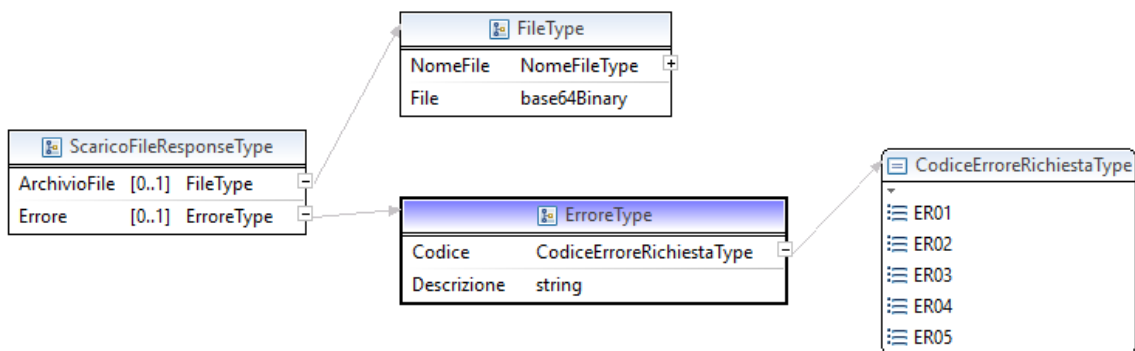 FileType
NomeFile NomeFileType
File base64Binary
ScaricoFileResponseType
ArchivioFile [0..1] FileType
Errore [0..1] ErroreType
ErroreType
Codice CodiceErroreRichiestaType
Descrizione string
CodiceErroreRichiestaType
ER01
ER02
ER03
ER04
ER05